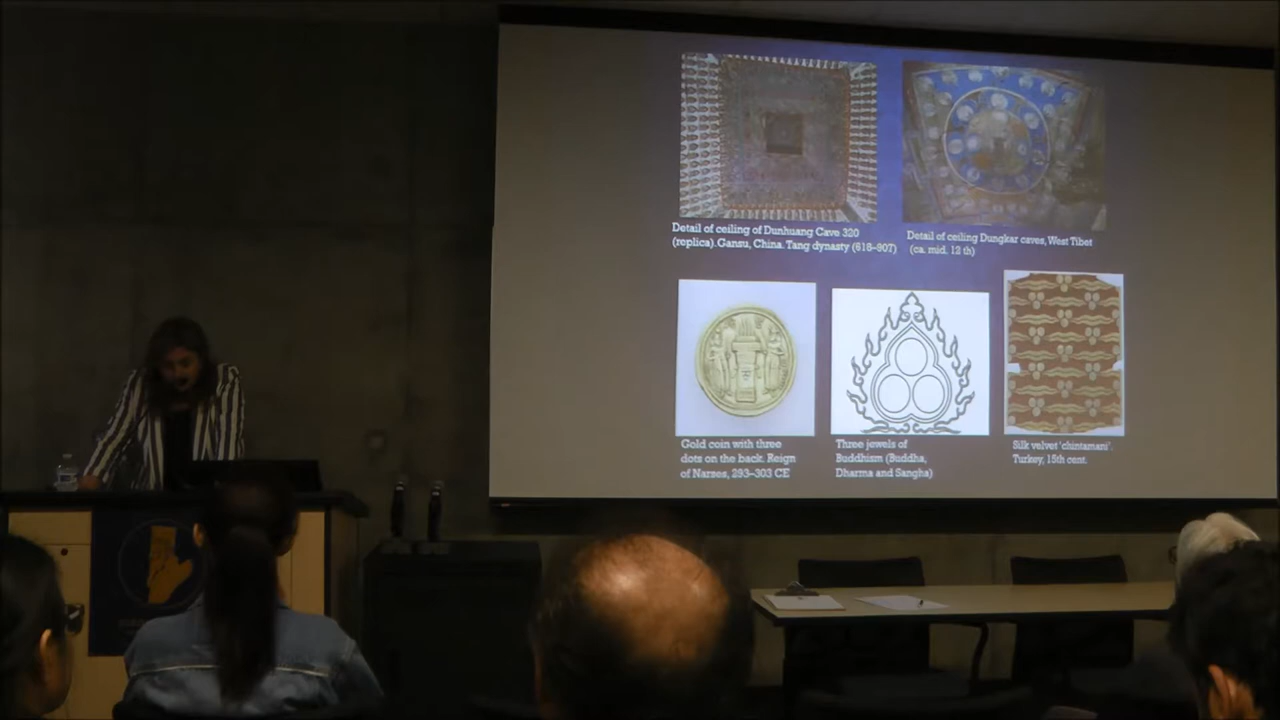 Detail of ceiling of Dunhuang Cave 320
(replica).Gansu, China. Tang dynasty (618–907)
Detail of ceiling Dungkar caves, West Tibet
(ca. mid. 12 th)
Gold coin with three
dots on the back. Reign
of Narses, 293–303 CE
Three jewels of
Buddhism (Buddha,
Dharma and Sangha)
Silk velvet 'chintamani'.
Turkey, 15th cent.